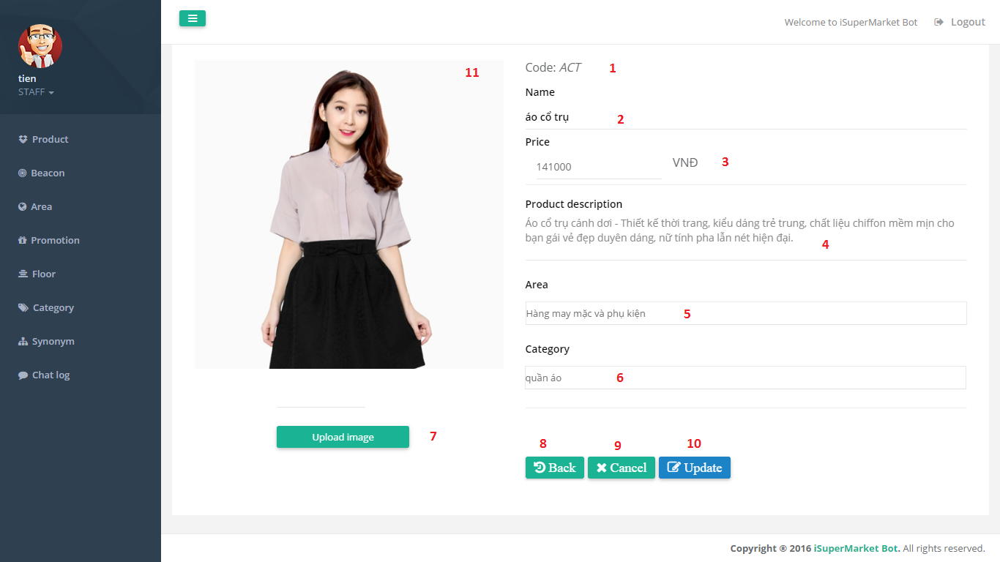 Welcome to iSuperMarket Bot
Logout
tien
STAFF
Product
Beacon
Area
Promotion
Floor
Category
Synonym
Chat log
11
Code: ACT 1
Name
áo cổ trụ 2
Price
141000 VNĐ 3
Product description
Áo cổ trụ cánh dơi - Thiết kế thời trang, kiểu dáng trẻ trung, chất liệu chiffon mềm mịn cho
bạn gái vẻ đẹp duyên dáng, nữ tính pha lẫn nét hiện đại.
4
Area
Hàng may mặc và phụ kiện 5
Category
quần áo 6
Upload image 7
8 9 10
Back Cancel Update
Copyright ® 2016 iSuperMarket Bot. All rights reserved.